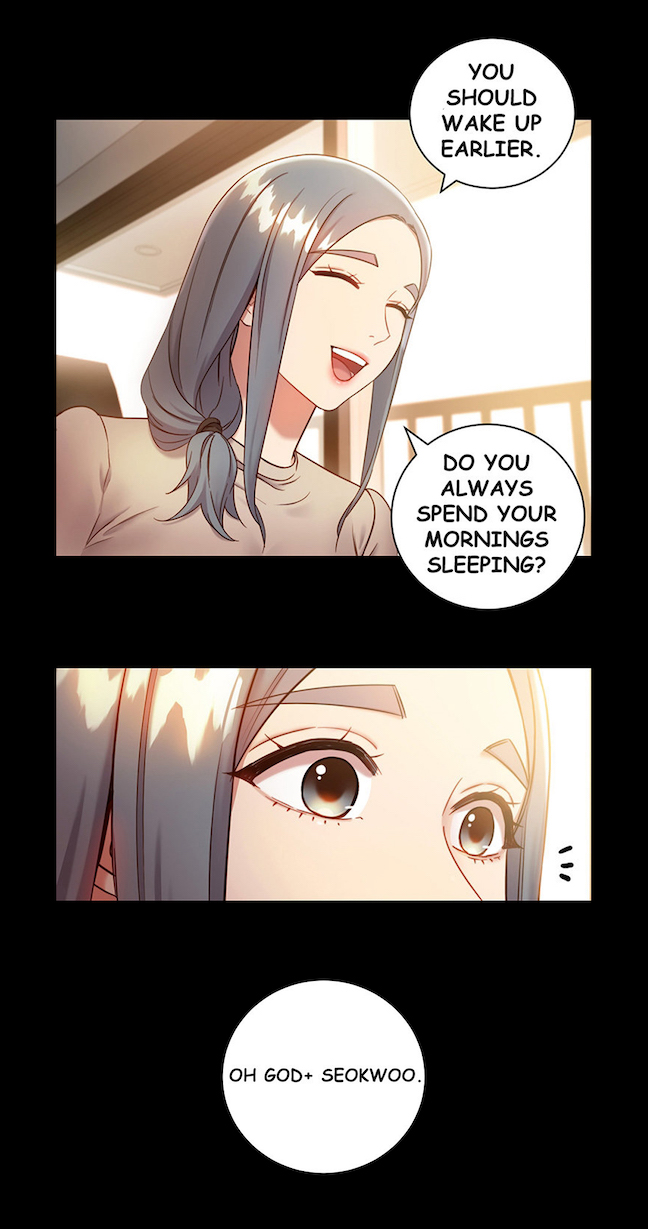 YOU
SHOULD
WAKE UP
EARLIER.
DO YOU
ALWAYS
SPEND YOUR
MORNINGS
SLEEPING?
OH GOD+ SEOKWOO.